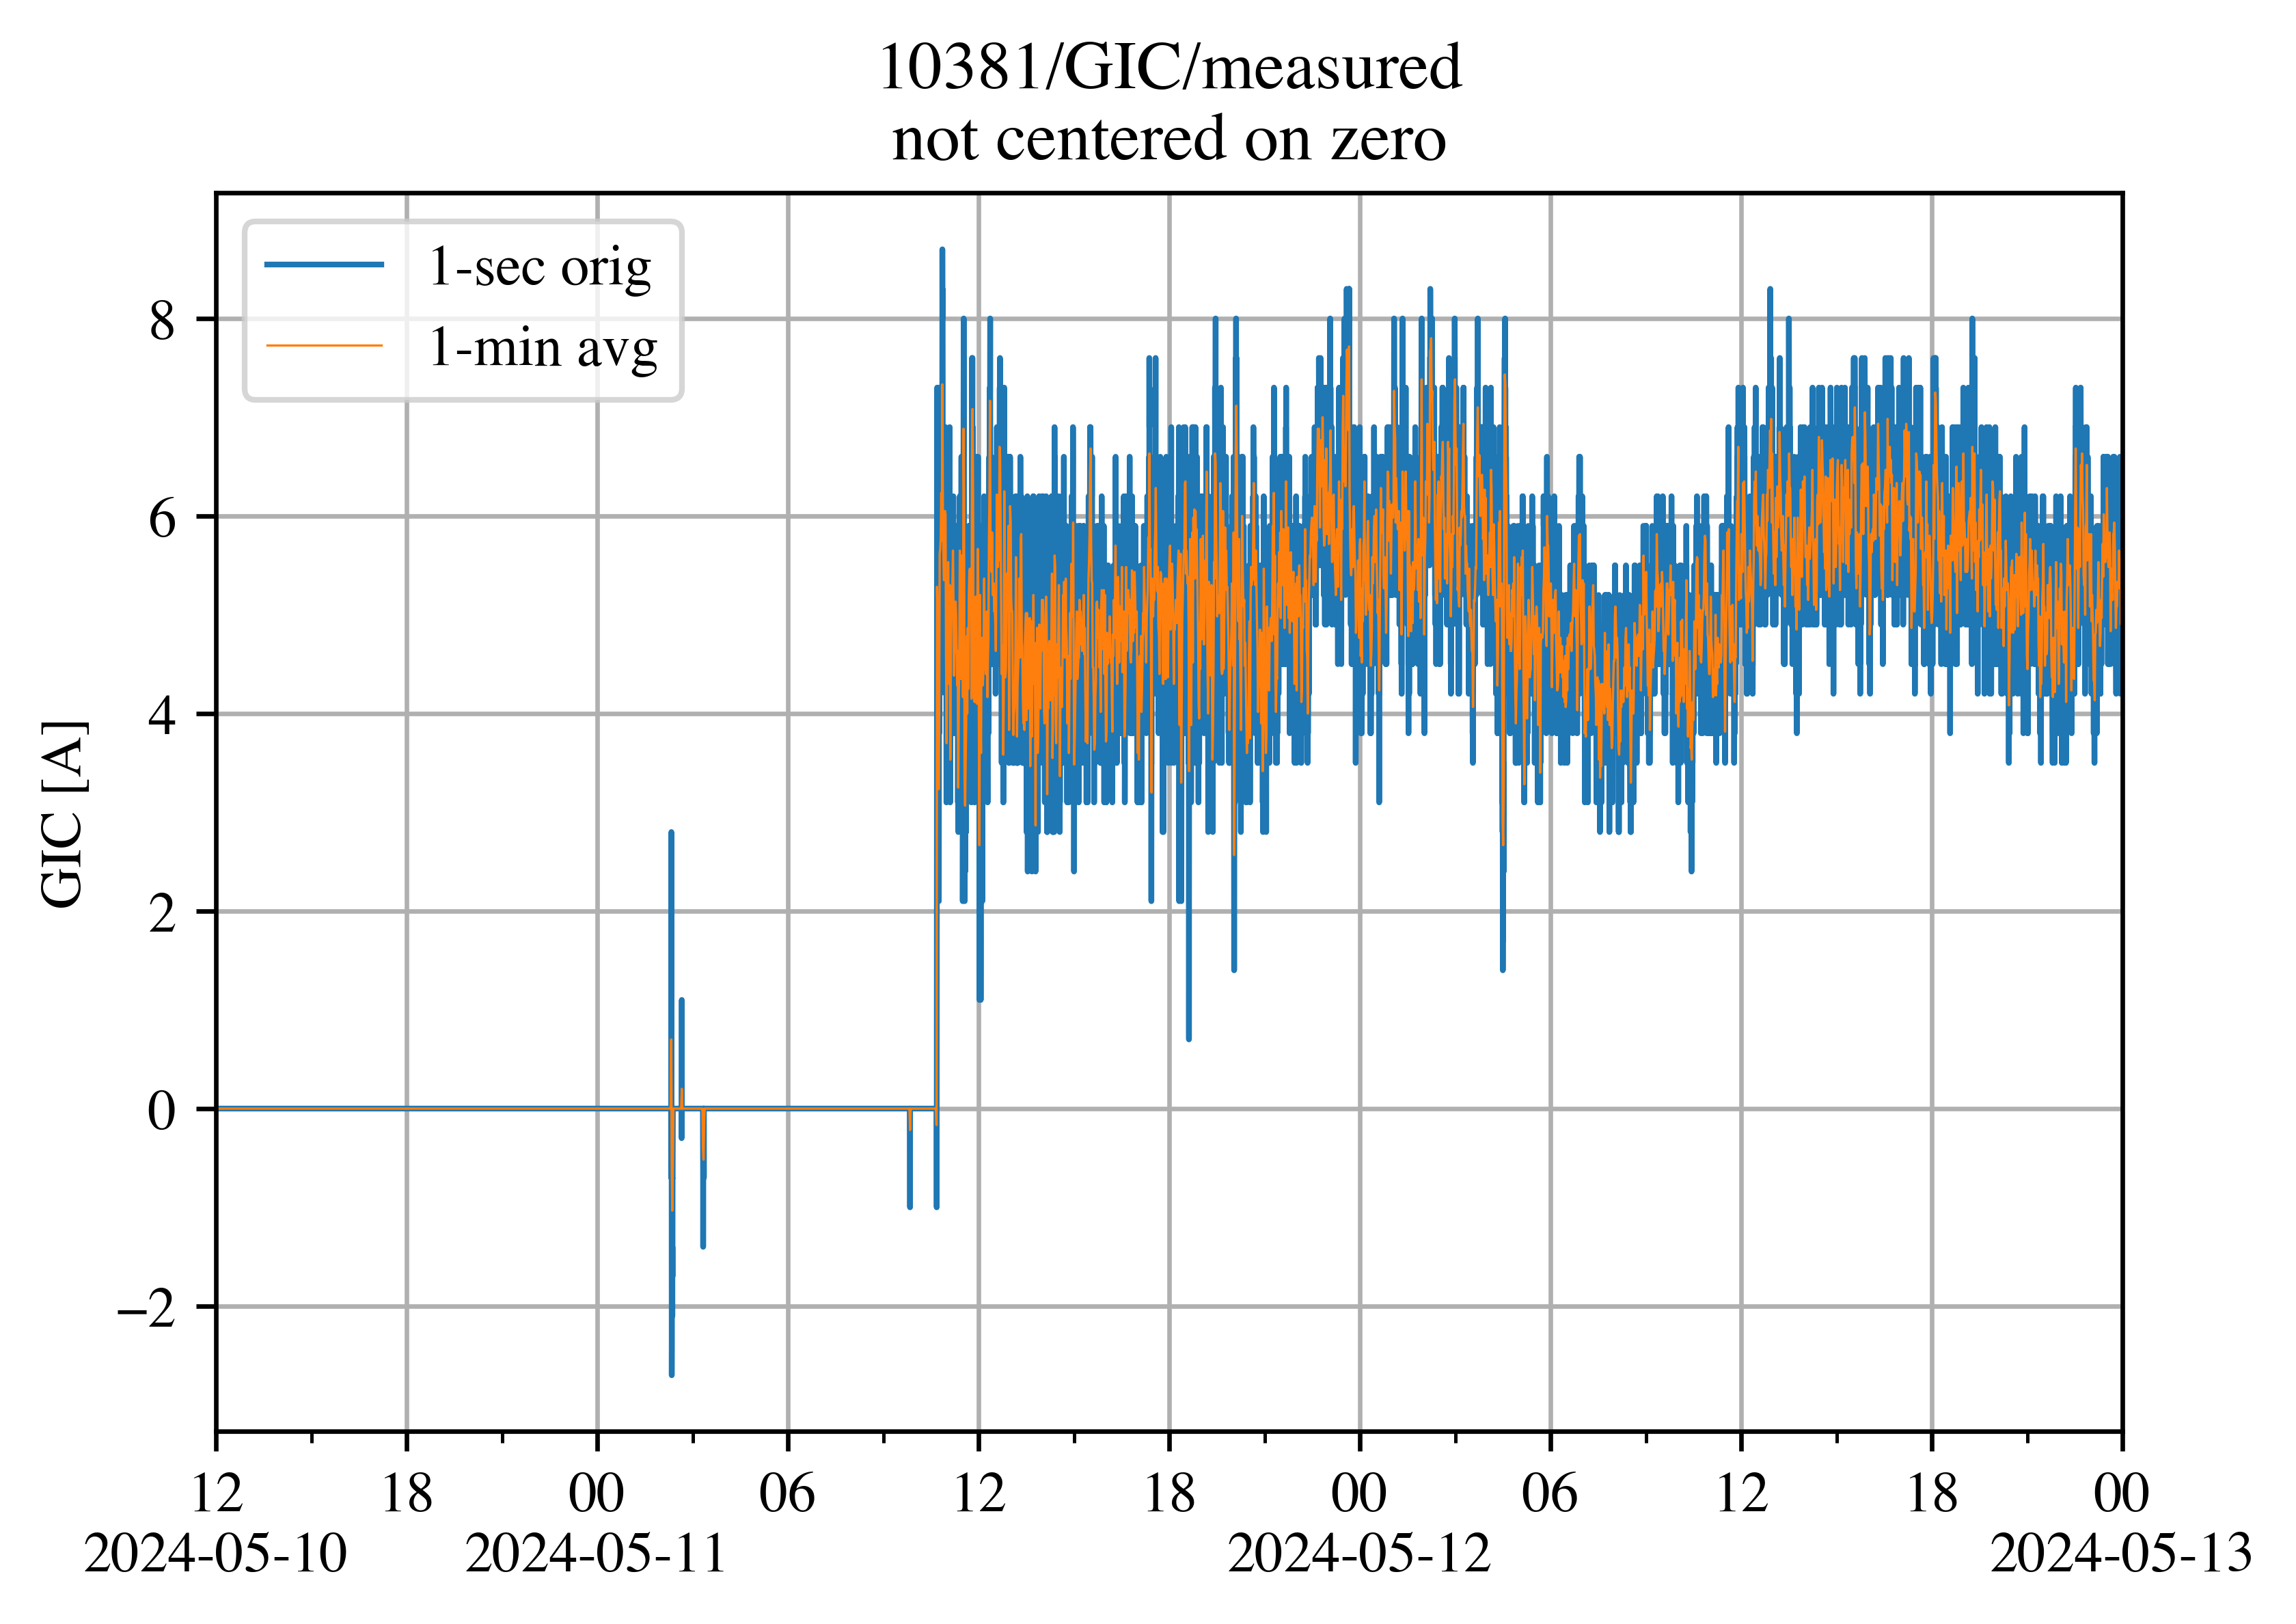 10381/GIC/measured
not centered on zero
1-sec orig
1-min avg
GIC [A]
8
6
4
2
0
−2
12 18 00 06 12 18 00 06 12 18 00
2024-05-10 2024-05-11 2024-05-12 2024-05-13